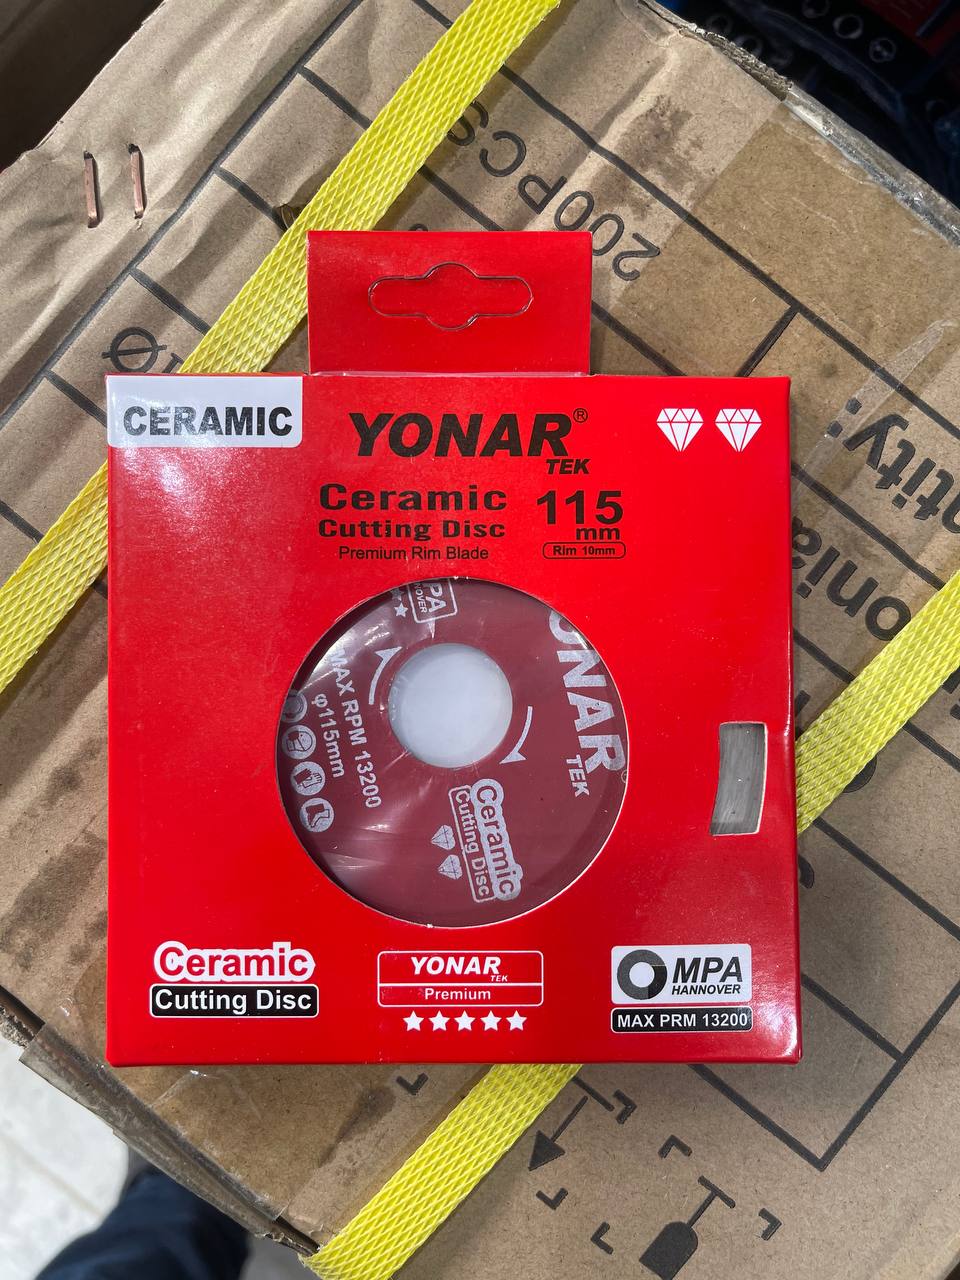 200PCS
CERAMIC
YONAR®
TEK
Ceramic
Cutting Disc
Premium Rim Blade
115
mm
Rim 10mm
MPA
MAX RPM 13200
φ115mm
ONAR
TEK
Ceramic
Cutting Disc
Ceramic
Cutting Disc
YONAR
TEK
Premium
MPA
HANNOVER
MAX PRM 13200